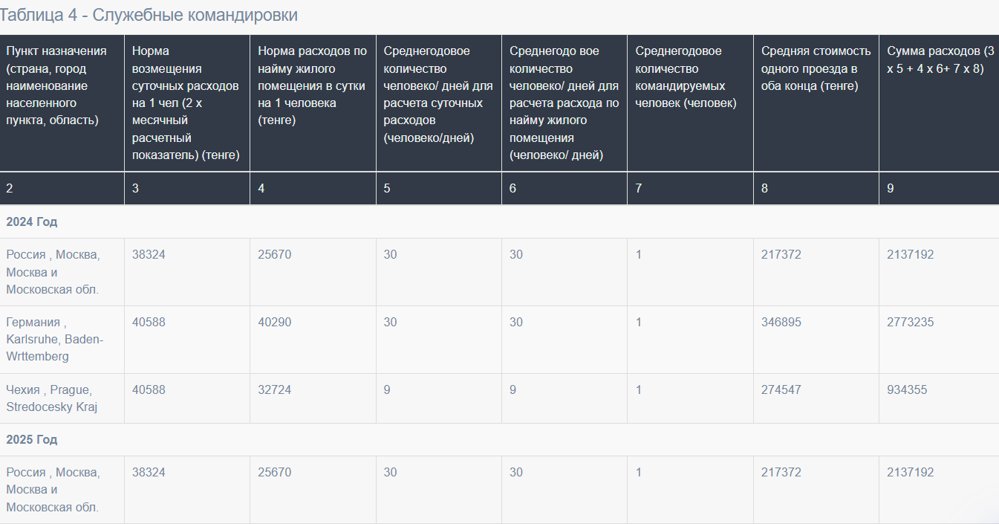 Таблица 4 - Служебные командировки
Пункт назначения (страна, город наименование населенного пункта, область)
Норма возмещения суточных расходов на 1 чел (2 х месячный расчетный показатель) (тенге)
Норма расходов по найму жилого помещения в сутки на 1 человека (тенге)
Среднегодовое количество человеко/ дней для расчета суточных расходов (человеко/дней)
Среднегодо вое количество человеко/ дней для расчета расхода по найму жилого помещения (человеко/ дней)
Среднегодовое количество командируемых человек (человек)
Средняя стоимость одного проезда в оба конца (тенге)
Сумма расходов (3 х 5 + 4 х 6+ 7 х 8)
2 3 4 5 6 7 8 9
2024 Год
Россия , Москва, Москва и Московская обл. 38324 25670 30 30 1 217372 2137192
Германия , Karlsruhe, Baden-Wrttemberg 40588 40290 30 30 1 346895 2773235
Чехия , Prague, Stredocesky Kraj 40588 32724 9 9 1 274547 934355
2025 Год
Россия , Москва, Москва и Московская обл. 38324 25670 30 30 1 217372 2137192